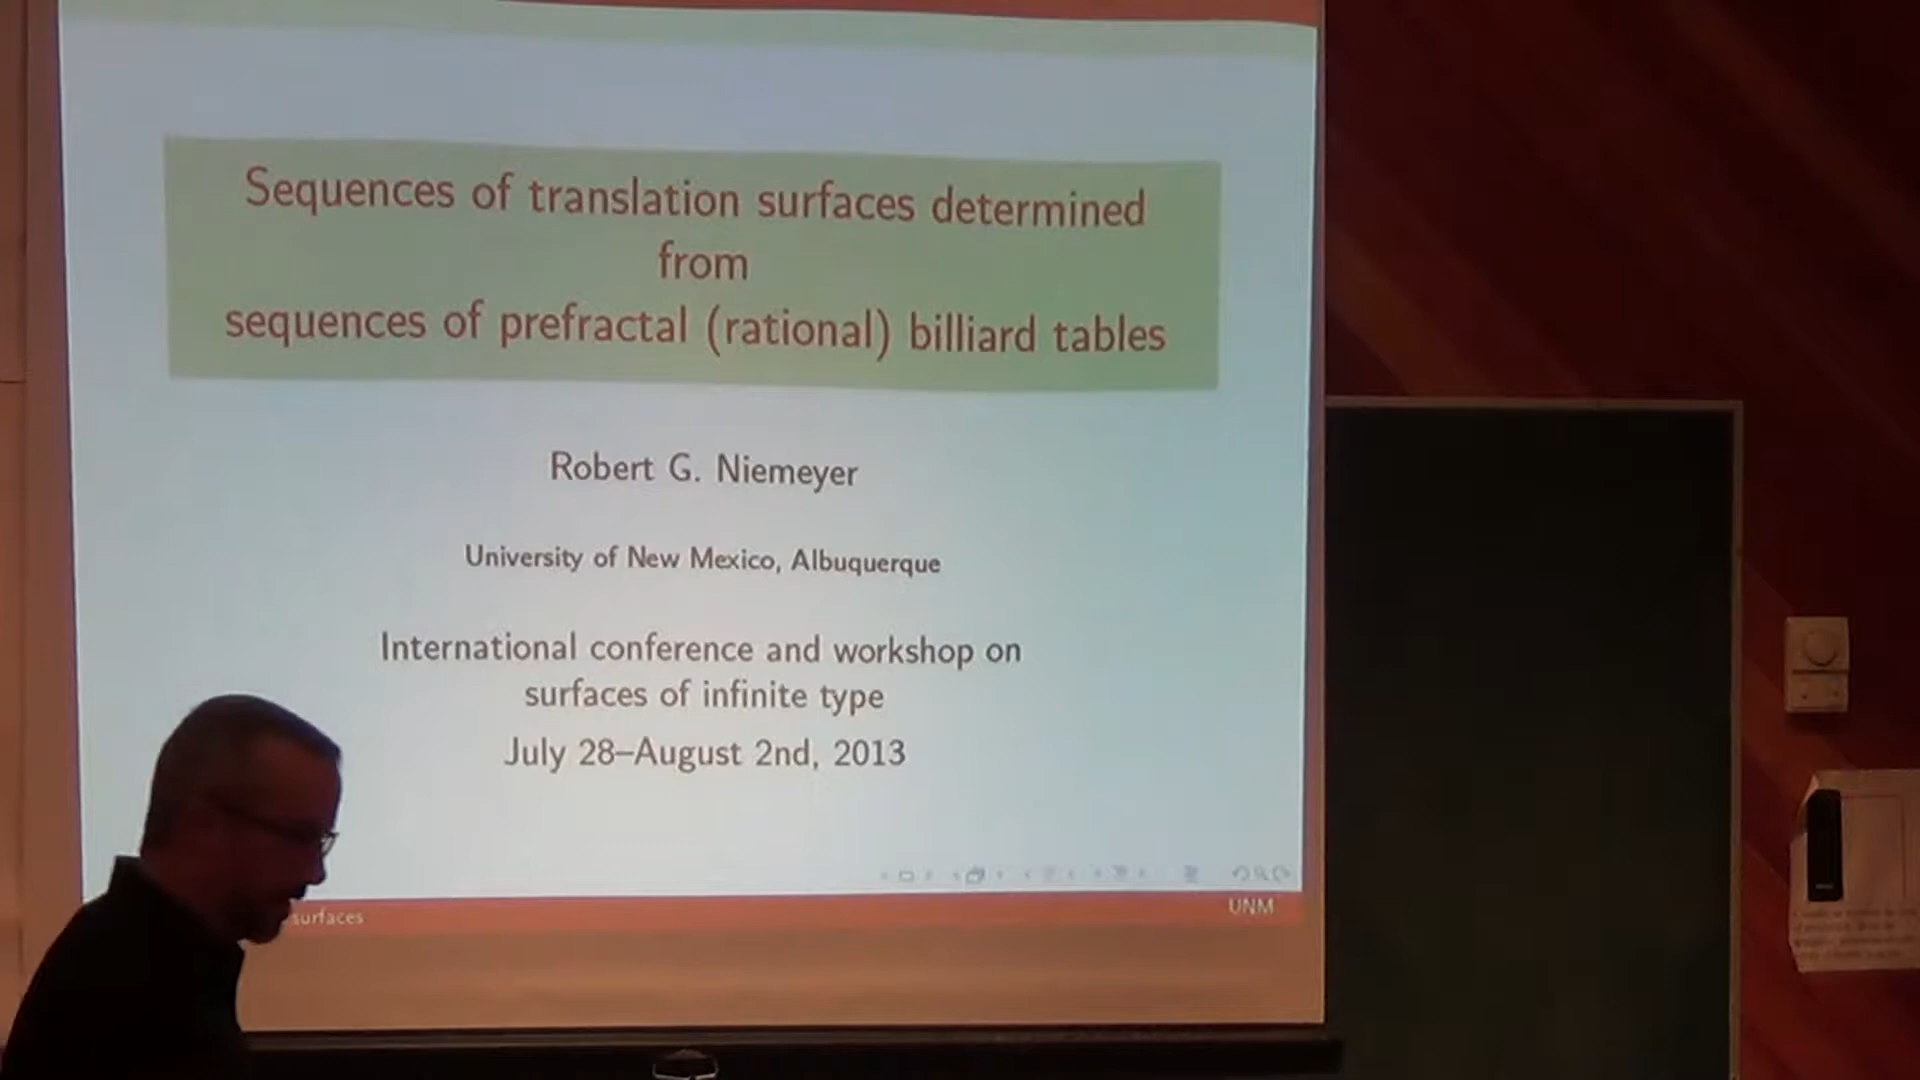 Sequences of translation surfaces determined
from
sequences of prefractal (rational) billiard tables
Robert G. Niemeyer
University of New Mexico, Albuquerque
International conference and workshop on
surfaces of infinite type
July 28–August 2nd, 2013
surfaces
UNM